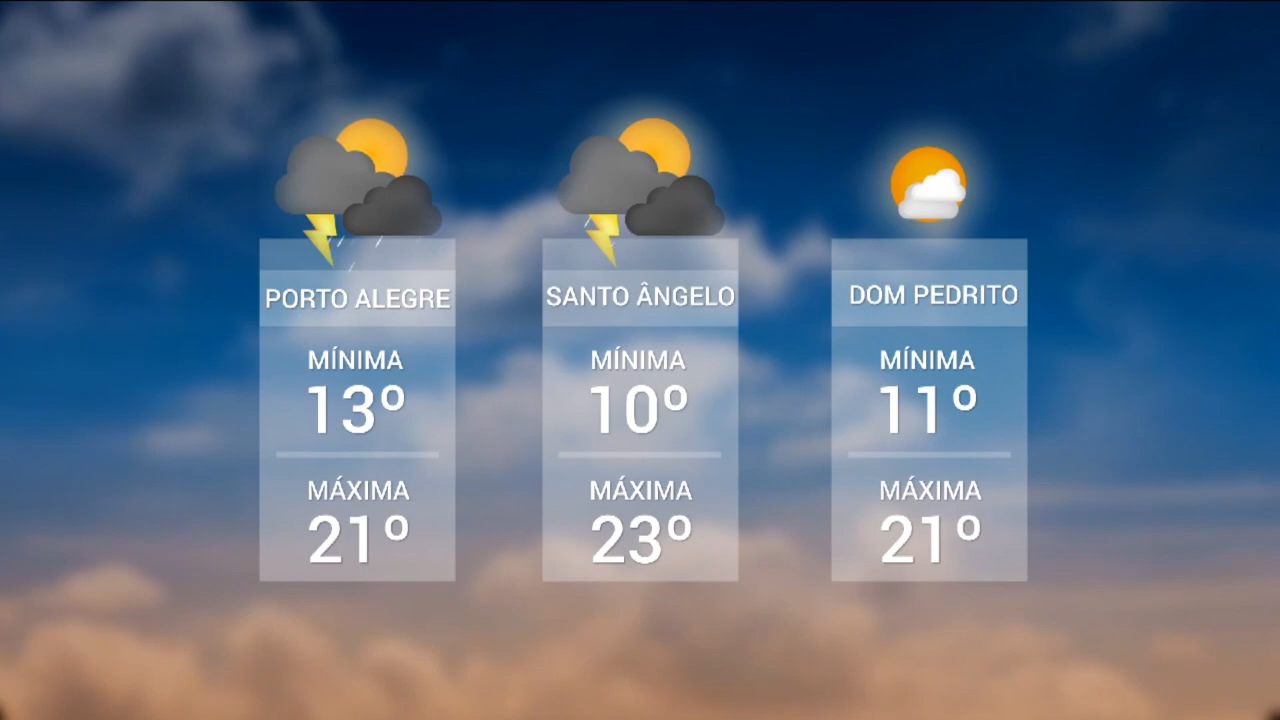 PORTO ALEGRE
MÍNIMA
13º
MÁXIMA
21º
SANTO ÂNGELO
MÍNIMA
10º
MÁXIMA
23º
DOM PEDRITO
MÍNIMA
11º
MÁXIMA
21º